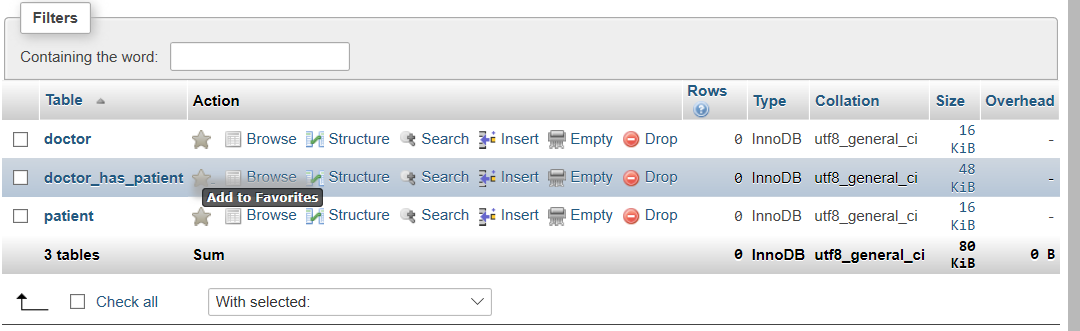 Filters
Containing the word:
Table Action Rows Type Collation Size Overhead
doctor Browse Structure Search Insert Empty Drop 0 InnoDB utf8_general_ci 16 KiB -
doctor_has_patient Browse Structure Search Insert Empty Drop 0 InnoDB utf8_general_ci 48 KiB -
Add to Favorites
patient Browse Structure Search Insert Empty Drop 0 InnoDB utf8_general_ci 16 KiB -
3 tables Sum 0 InnoDB utf8_general_ci 80 KiB 0 B
Check all With selected: